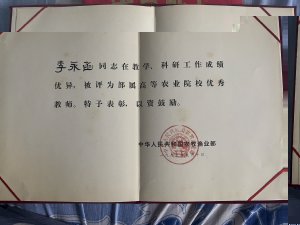 李永函同志在教学、科研工作成绩
优异，被评为部属高等农业院校优秀
教师。特予表彰，以资鼓励。
中华人民共和国农牧渔业部